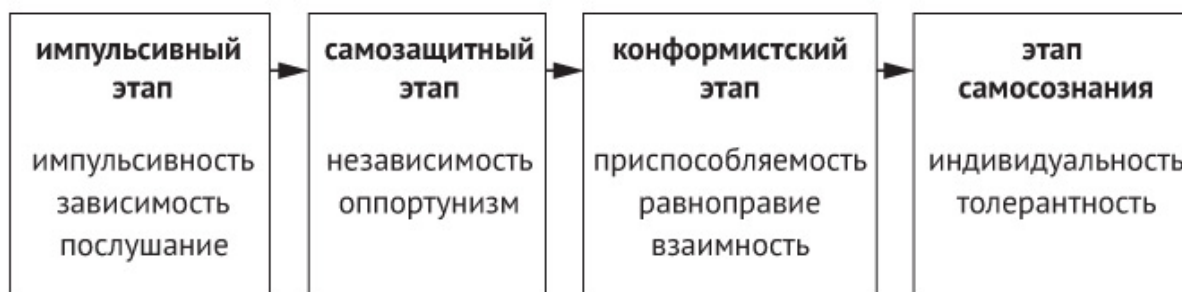 импульсивный
этап
импульсивность
зависимость
послушание
самозащитный
этап
независимость
оппортунизм
конформистский
этап
приспособляемость
равноправие
взаимность
этап
самосознания
индивидуальность
толерантность